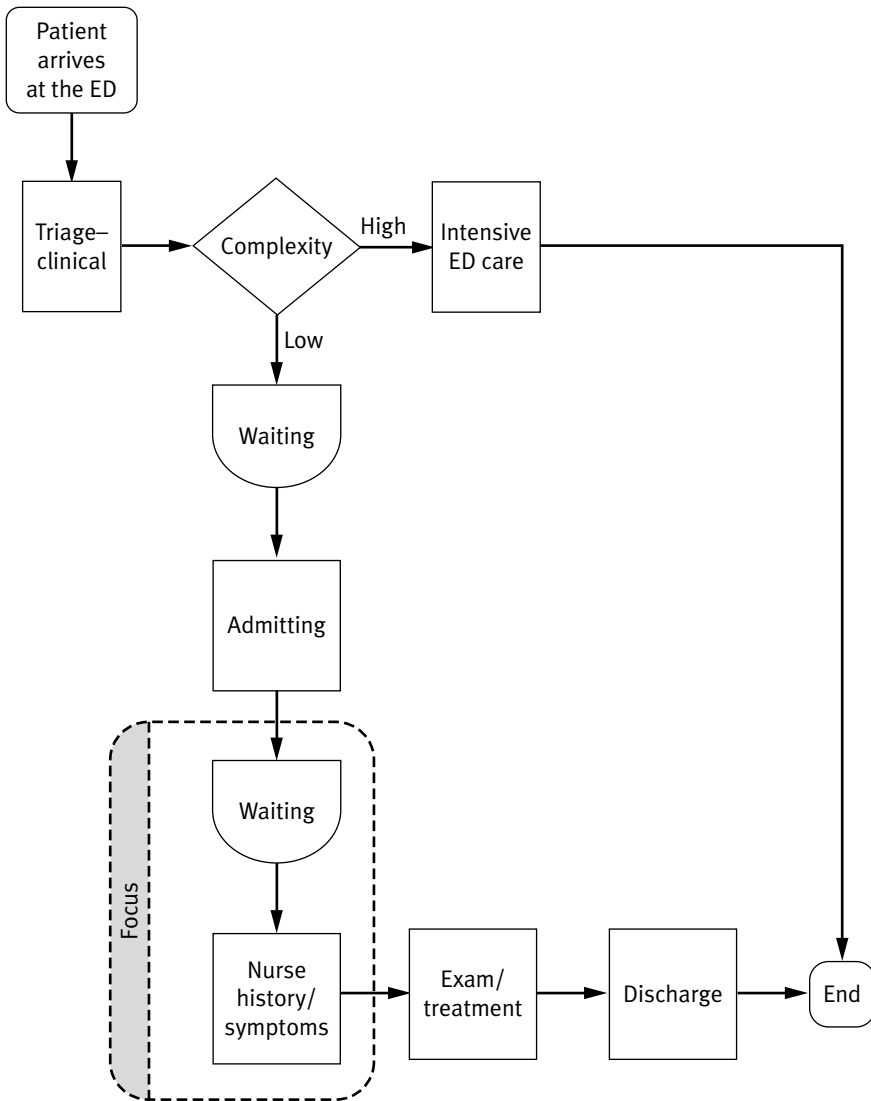 Patient
arrives
at the ED
Triage–
clinical
Complexity
High
Intensive
ED care
Low
Waiting
Admitting
Waiting
Focus
Nurse
history/
symptoms
Exam/
treatment
Discharge
End